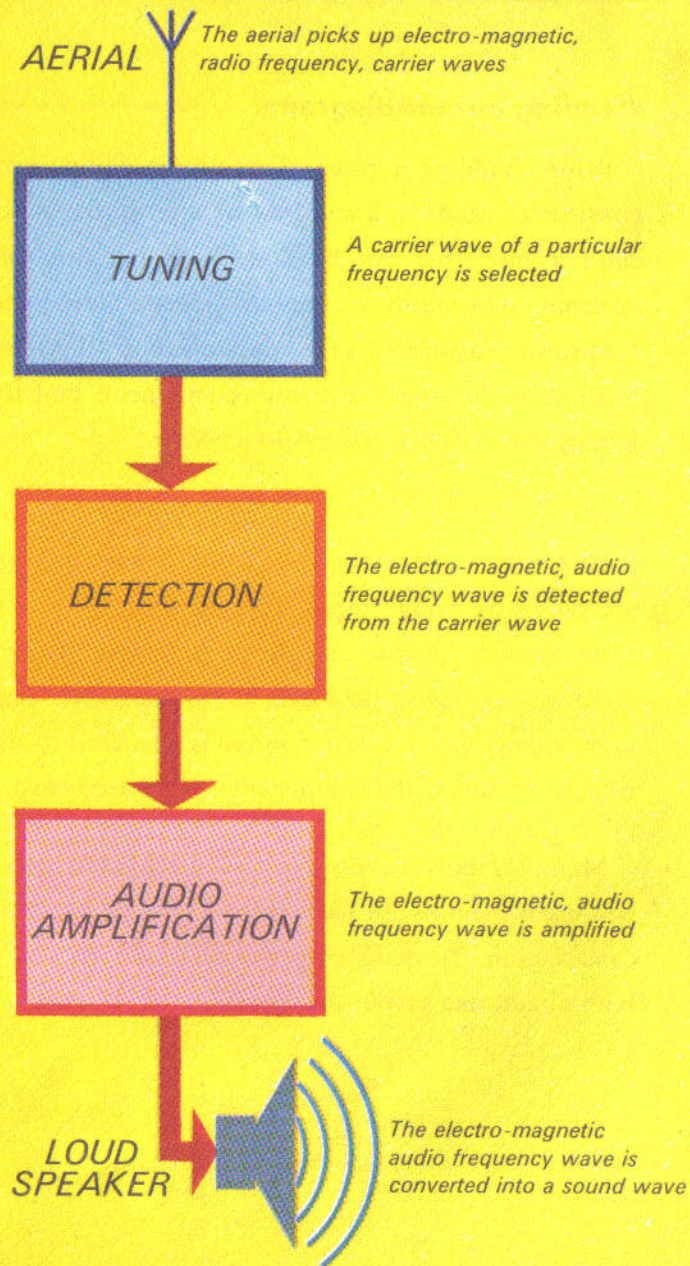 AERIAL
The aerial picks up electro-magnetic,
radio frequency, carrier waves
TUNING
A carrier wave of a particular
frequency is selected
DETECTION
The electro-magnetic, audio
frequency wave is detected
from the carrier wave
AUDIO
AMPLIFICATION
The electro-magnetic, audio
frequency wave is amplified
LOUD
SPEAKER
The electro-magnetic
audio frequency wave is
converted into a sound wave